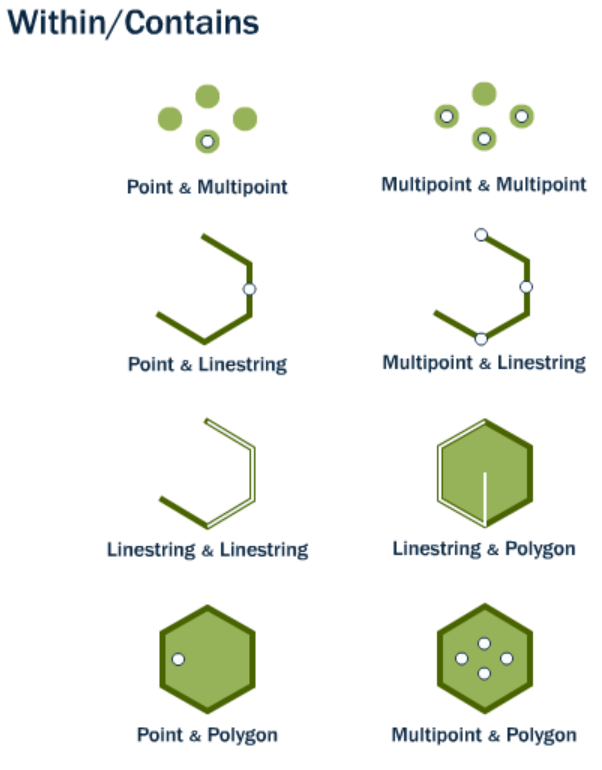 Within/Contains
Point & Multipoint
Multipoint & Multipoint
Point & Linestring
Multipoint & Linestring
Linestring & Linestring
Linestring & Polygon
Point & Polygon
Multipoint & Polygon